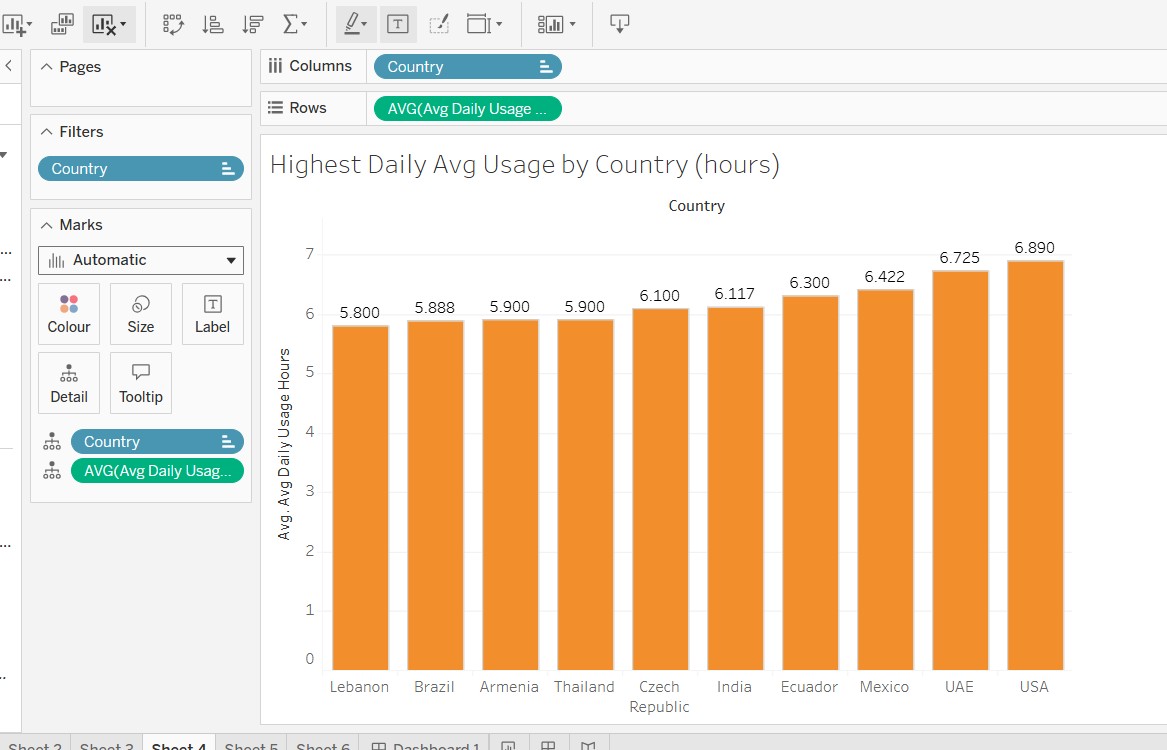 Pages
Columns
Country
Rows
AVG(Avg Daily Usage ...
Filters
Country
Marks
Automatic
Colour
Size
Label
Detail
Tooltip
Country
AVG(Avg Daily Usag...
Highest Daily Avg Usage by Country (hours)
Country
Avg. Avg Daily Usage Hours
7
6
5
4
3
2
1
0
5.800
5.888
5.900
5.900
6.100
6.117
6.300
6.422
6.725
6.890
Lebanon
Brazil
Armenia
Thailand
Czech
Republic
India
Ecuador
Mexico
UAE
USA
Sheet 2
Sheet 3
Sheet 4
Sheet 5
Sheet 6
Dashboard 1